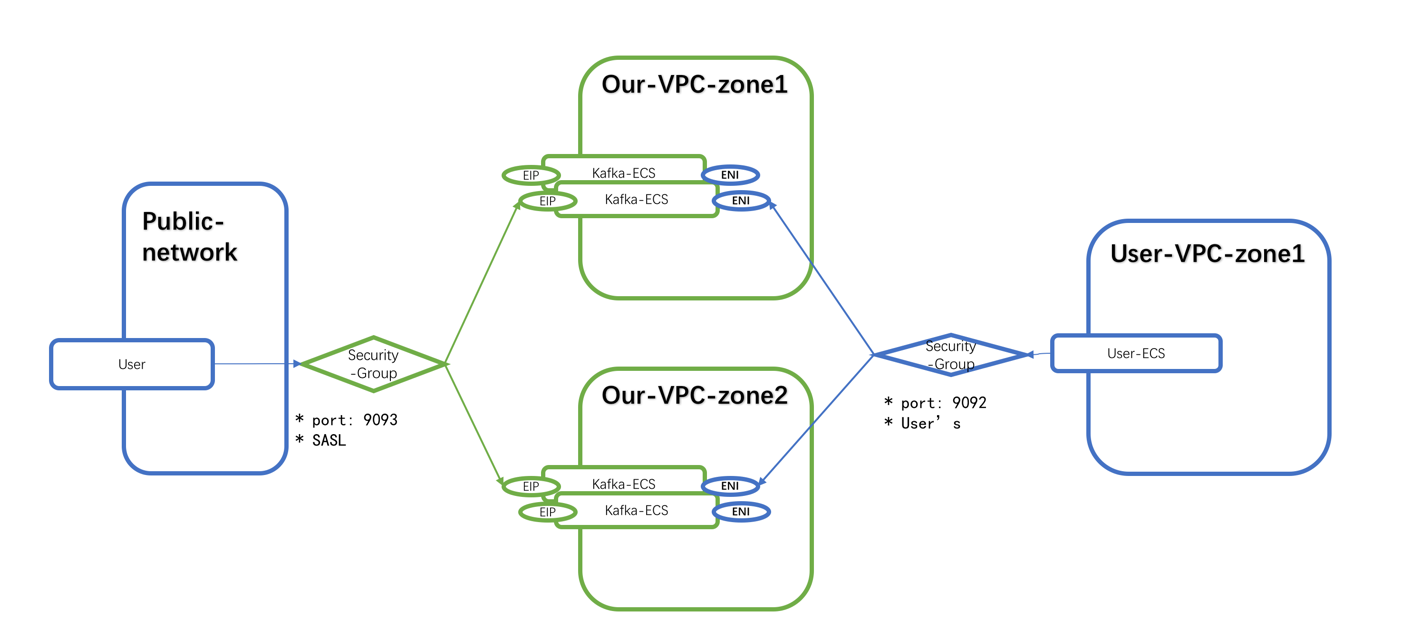 Our-VPC-zone1
EIP
Kafka-ECS
ENI
EIP
Kafka-ECS
ENI
Public-
network
User
Security
-Group
* port: 9093
* SASL
Our-VPC-zone2
EIP
Kafka-ECS
ENI
EIP
Kafka-ECS
ENI
Security
-Group
* port: 9092
* User’s
User-VPC-zone1
User-ECS